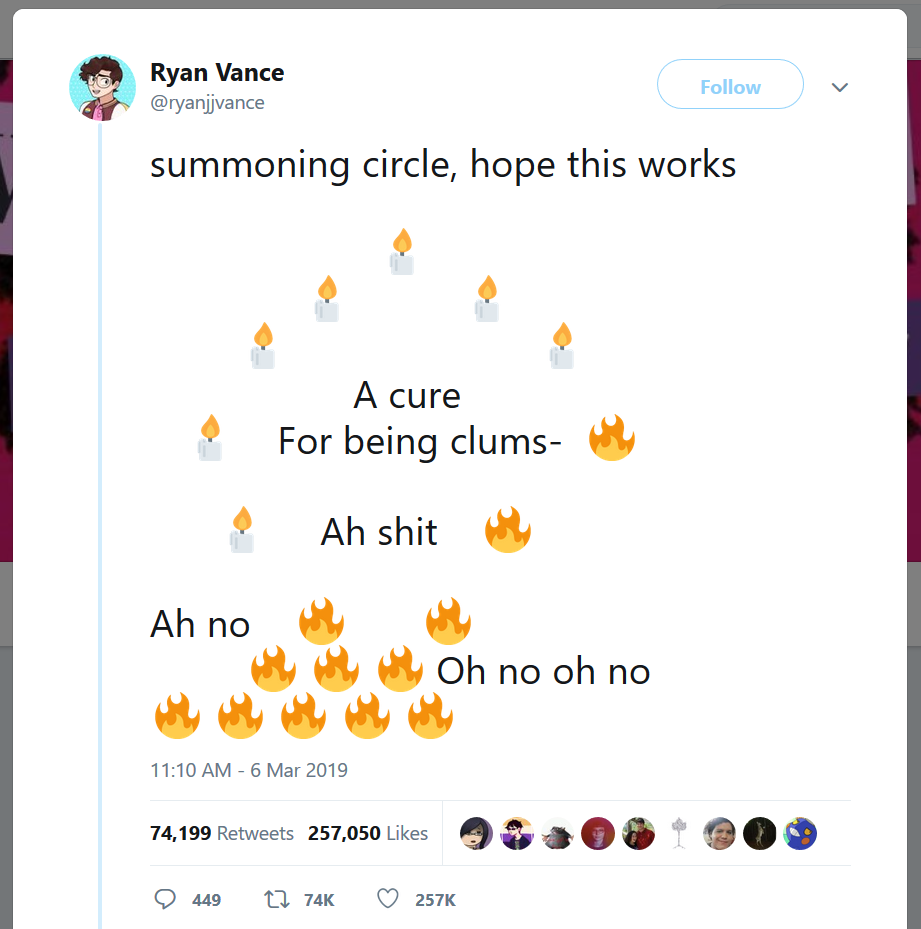 Ryan Vance
@ryanjjvance
Follow
summoning circle, hope this works
🕯
🕯 🕯
🕯 🕯
A cure
🕯 For being clums- 🔥
🕯 Ah shit 🔥
Ah no 🔥 🔥
🔥 🔥 🔥 Oh no oh no
🔥 🔥 🔥 🔥 🔥
11:10 AM - 6 Mar 2019
74,199 Retweets 257,050 Likes
449 74K 257K